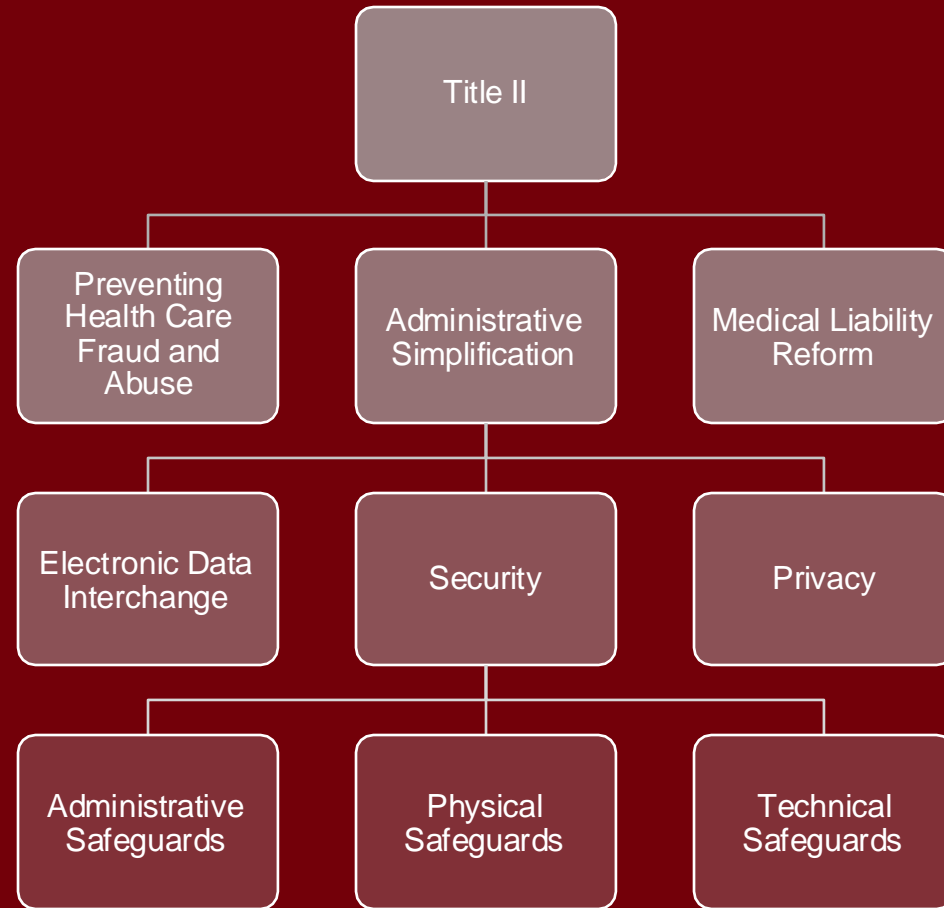 Title II
Preventing
Health Care
Fraud and
Abuse
Administrative
Simplification
Medical Liability
Reform
Electronic Data
Interchange
Security
Privacy
Administrative
Safeguards
Physical
Safeguards
Technical
Safeguards